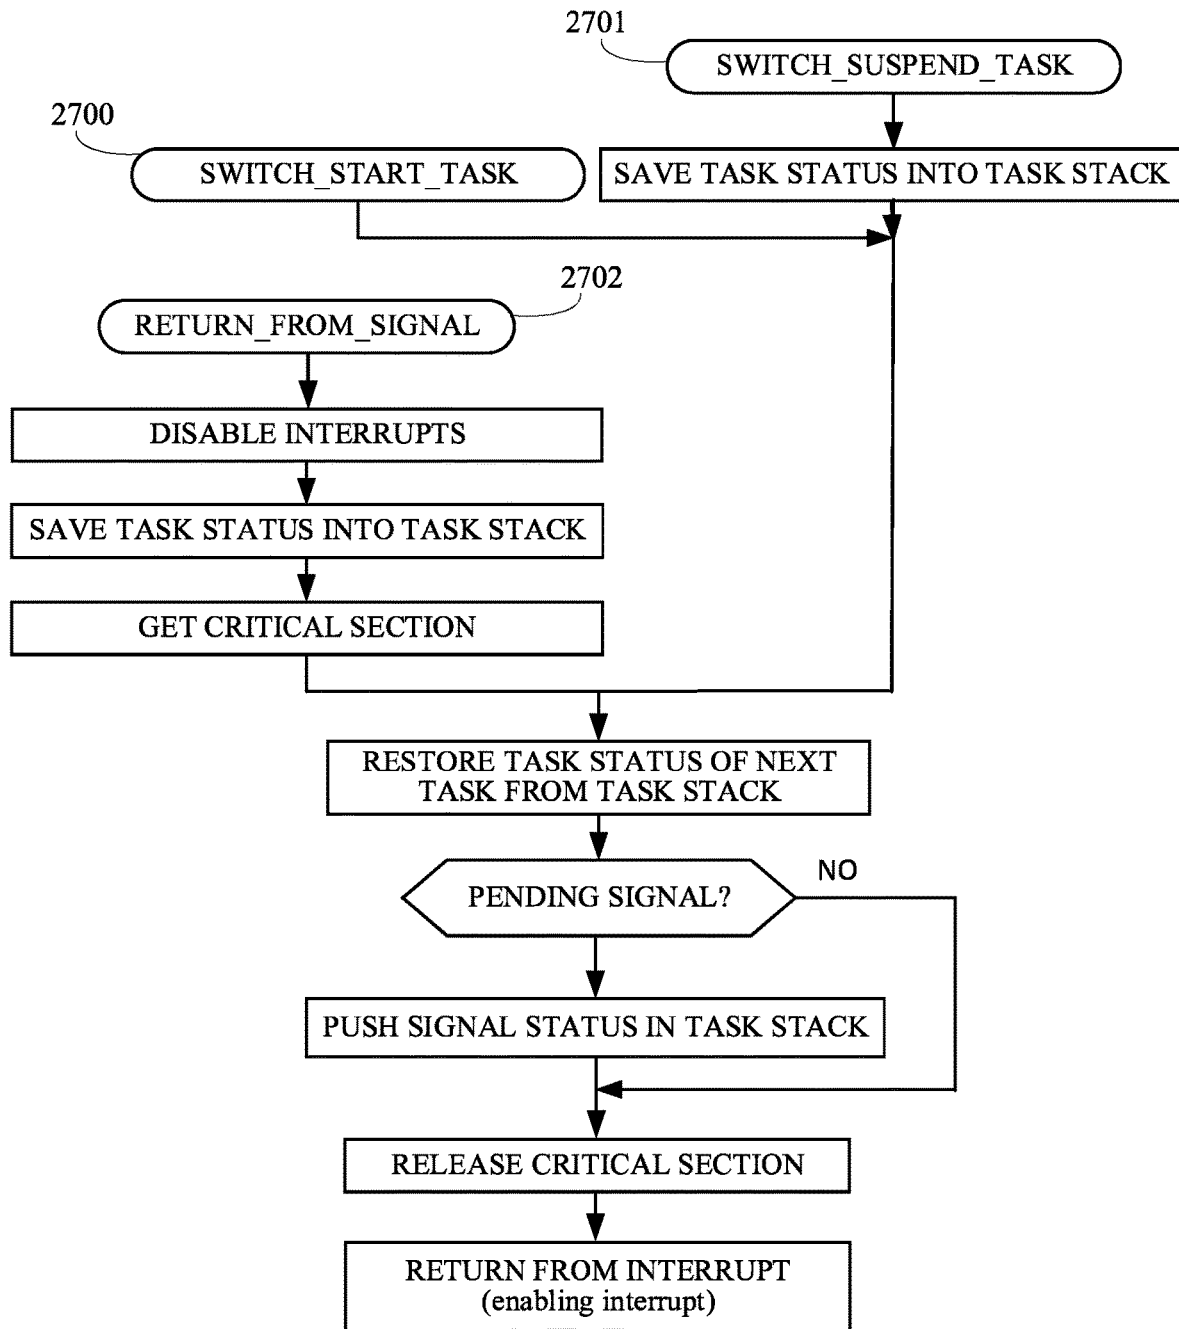 2701
SWITCH_SUSPEND_TASK
2700
SWITCH_START_TASK
SAVE TASK STATUS INTO TASK STACK
2702
RETURN_FROM_SIGNAL
DISABLE INTERRUPTS
SAVE TASK STATUS INTO TASK STACK
GET CRITICAL SECTION
RESTORE TASK STATUS OF NEXT
TASK FROM TASK STACK
NO
PENDING SIGNAL?
PUSH SIGNAL STATUS IN TASK STACK
RELEASE CRITICAL SECTION
RETURN FROM INTERRUPT
(enabling interrupt)